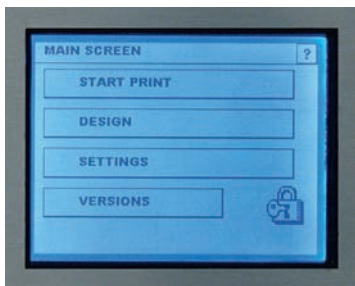 MAIN SCREEN ?
START PRINT
DESIGN
SETTINGS
VERSIONS